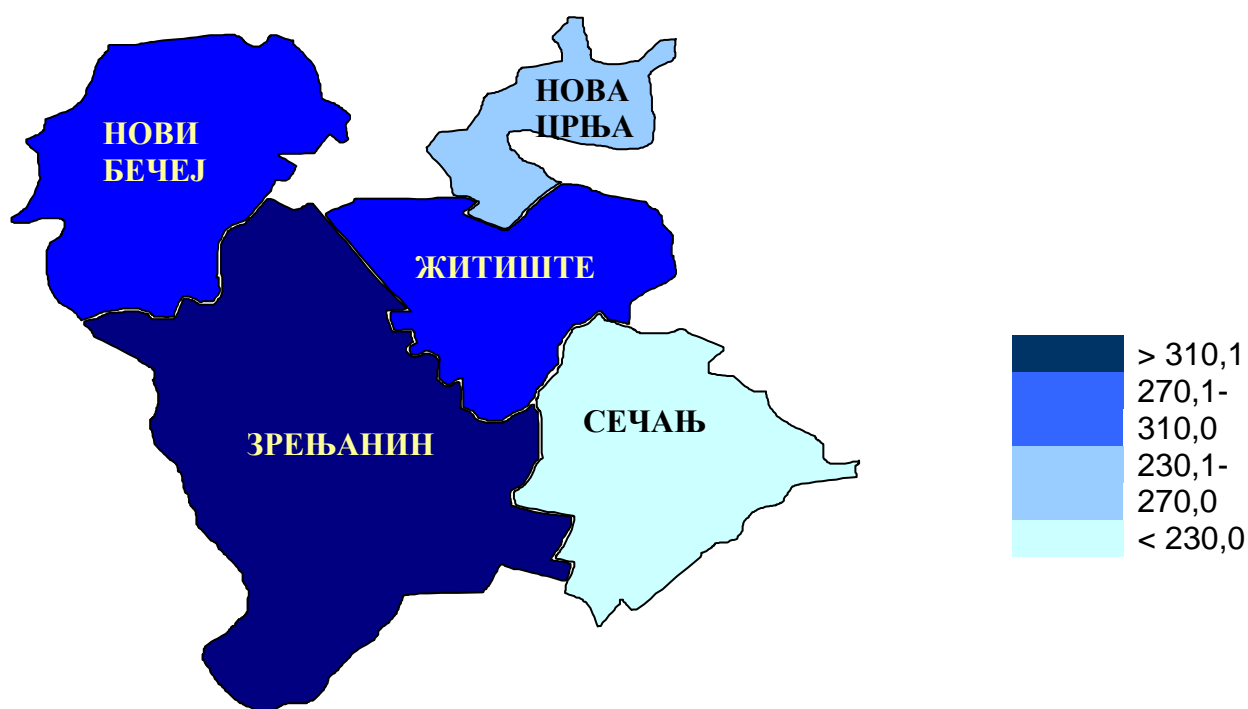 НОВИ
БЕЧЕЈ
НОВА
ЦРЊА
ЖИТИШТЕ
ЗРЕЊАНИН
СЕЧАЊ
> 310,1
270,1-
310,0
230,1-
270,0
< 230,0